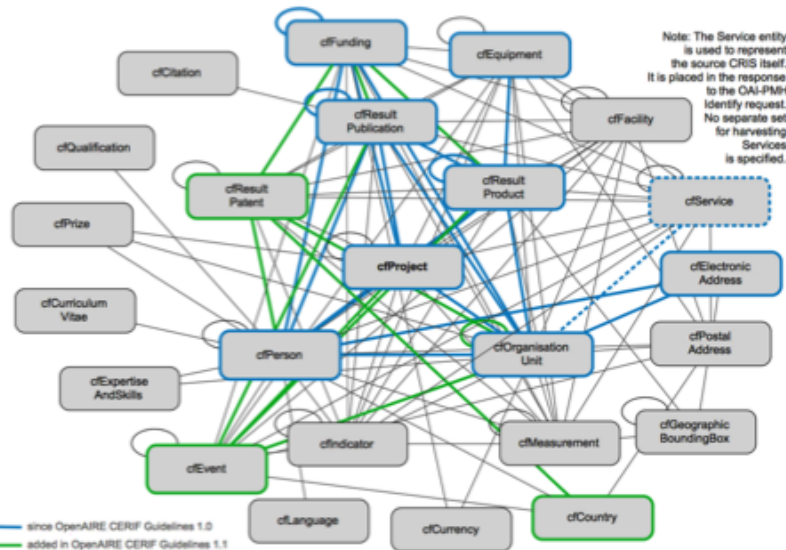 cfFunding
cfEquipment
Note: The Service entity
is used to represent
the source CRIS itself.
It is placed in the response
to the OAI-PMH
Identify request.
No separate set
for harvesting
Services
is specified.
cfCitation
cfResult
Publication
cfFacility
cfQualification
cfResult
Patent
cfResult
Product
cfService
cfPrize
cfProject
cfElectronic
Address
cfCurriculum
Vitae
cfPerson
cfOrganisation
Unit
cfPostal
Address
cfExpertise
AndSkills
cfIndicator
cfMeasurement
cfGeographic
BoundingBox
cfEvent
cfLanguage
cfCurrency
cfCountry
since OpenAIRE CERIF Guidelines 1.0
added in OpenAIRE CERIF Guidelines 1.1